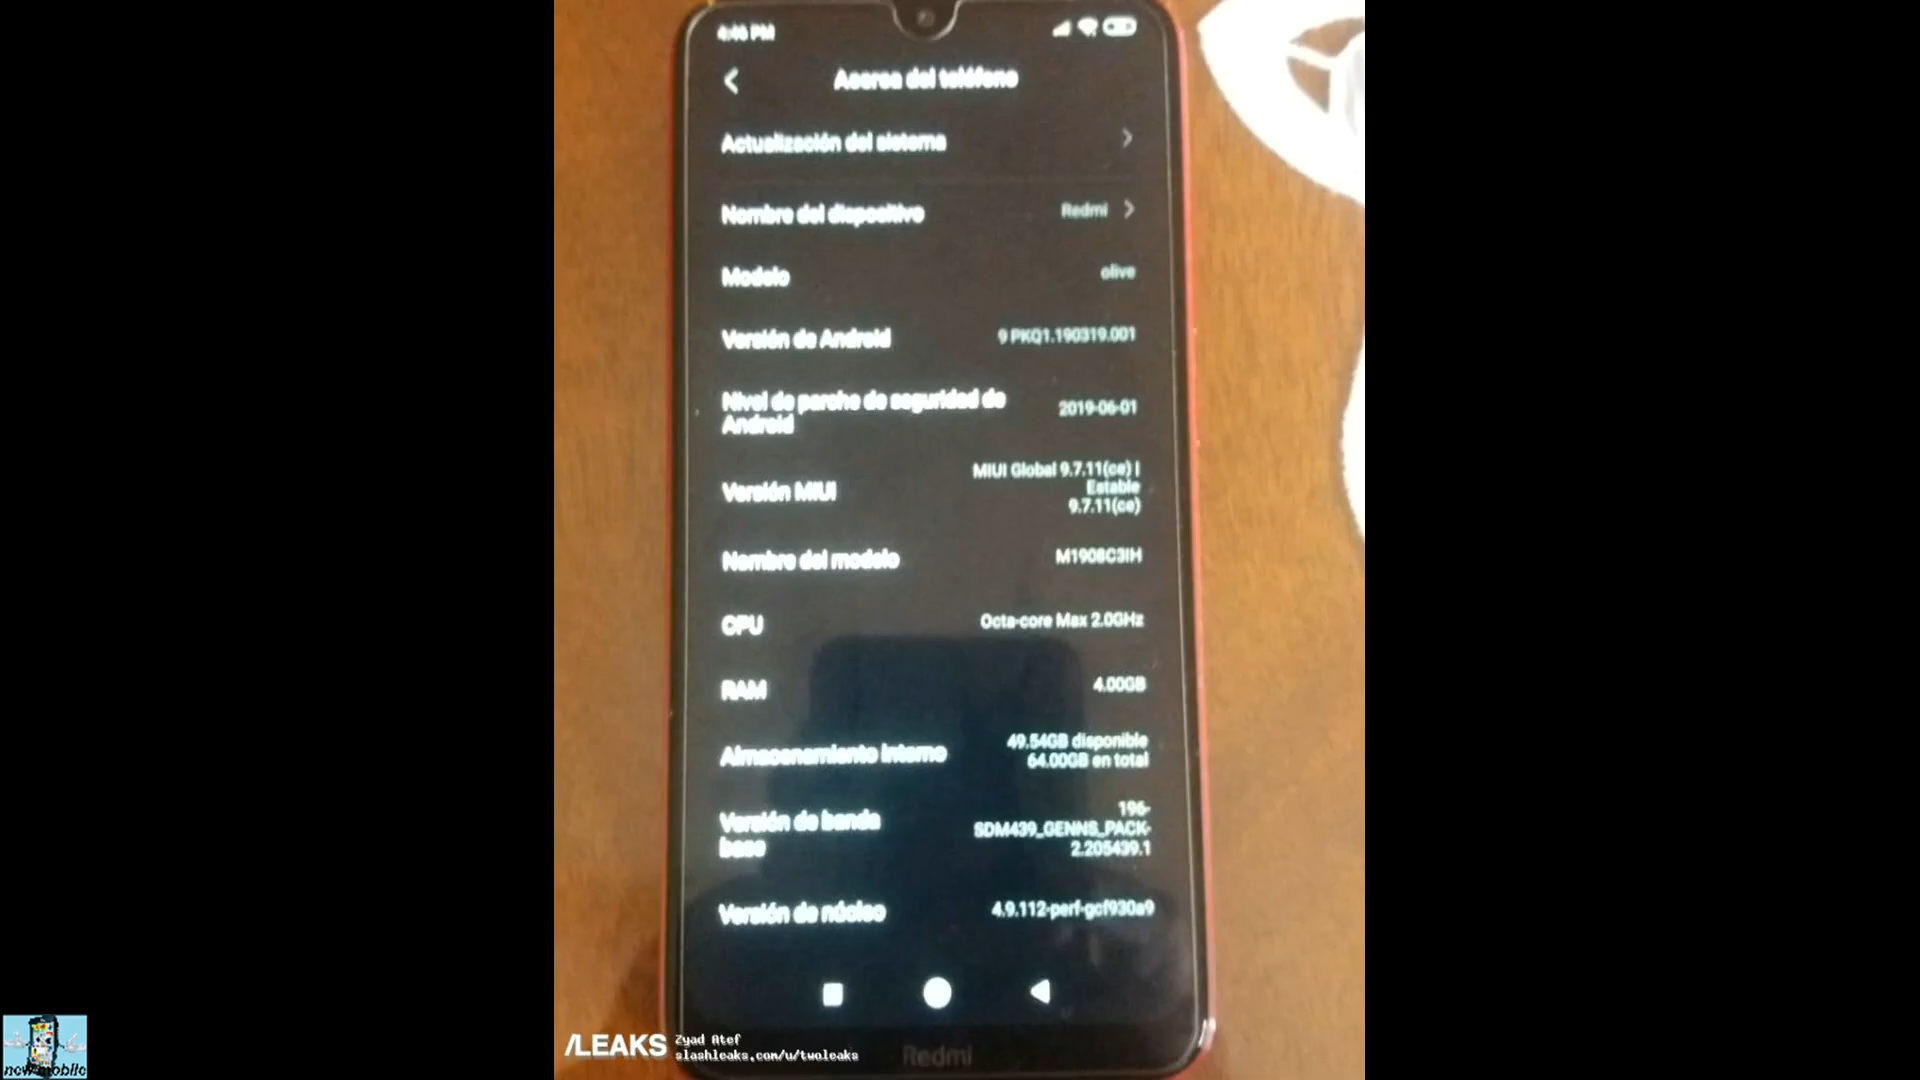 4:46 PM
Acerca del teléfono
Actualización del sistema
Nombre del dispositivo
Redmi
Modelo
olive
Versión de Android
9 PKQ1.190319.001
Nivel de parche de seguridad de
Android
2019-06-01
Versión MIUI
MIUI Global 9.7.11(ce) |
Estable
9.7.11(ce)
Nombre del modelo
M1908C3IH
CPU
Octa-core Max 2.0GHz
RAM
4.00GB
Almacenamiento interno
49.54GB disponible
64.00GB en total
Versión de banda
base
196-
SDM439_GENNS_PACK-
2.205439.1
Versión de núcleo
4.9.112-perf-gcf930a9
Redmi
/LEAKS
Zyad Atef
slashleaks.com/u/twoleaks
new mobile